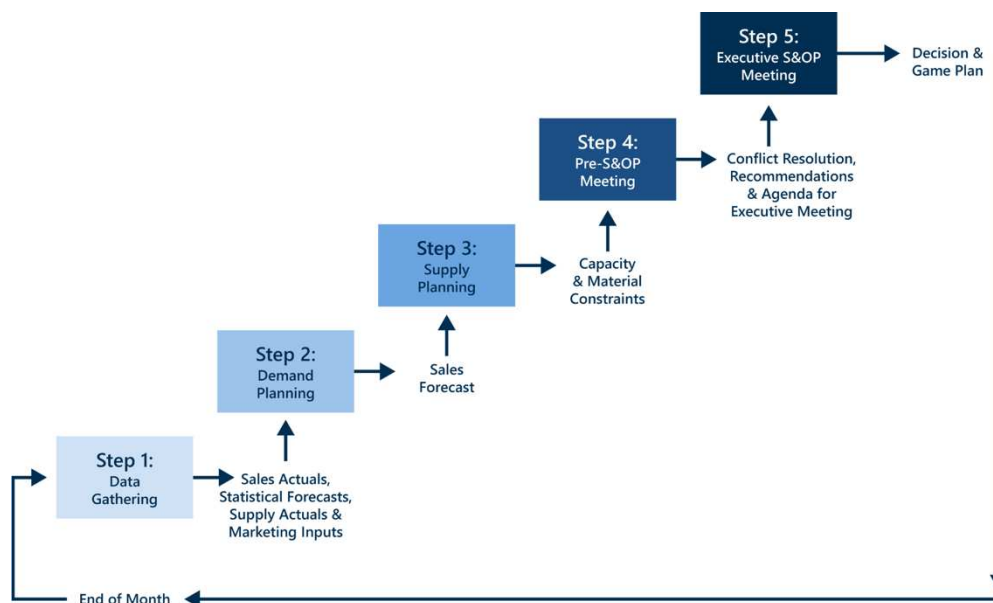 Step 1:
Data
Gathering
Sales Actuals,
Statistical Forecasts,
Supply Actuals &
Marketing Inputs
Step 2:
Demand
Planning
Sales
Forecast
Step 3:
Supply
Planning
Capacity
& Material
Constraints
Step 4:
Pre-S&OP
Meeting
Conflict Resolution,
Recommendations
& Agenda for
Executive Meeting
Step 5:
Executive S&OP
Meeting
Decision &
Game Plan
End of Month